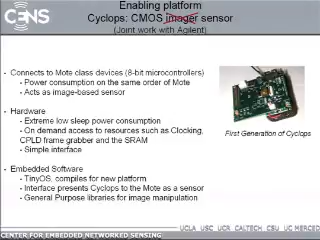 CENS
Enabling platform
Cyclops: CMOS imager sensor
(Joint work with Agilent)
- Connects to Mote class devices (8-bit microcontrollers)
- Power consumption on the same order of Mote
- Acts as image-based sensor
- Hardware
- Extreme low sleep power consumption
- On demand access to resources such as Clocking,
CPLD frame grabber and the SRAM
- Simple interface
First Generation of Cyclops
- Embedded Software
- TinyOS, compiles for new platform
- Interface presents Cyclops to the Mote as a sensor
- General Purpose libraries for image manipulation
UCLA USC UCR CALTECH CSU UC MERCED
CENTER FOR EMBEDDED NETWORKED SENSING